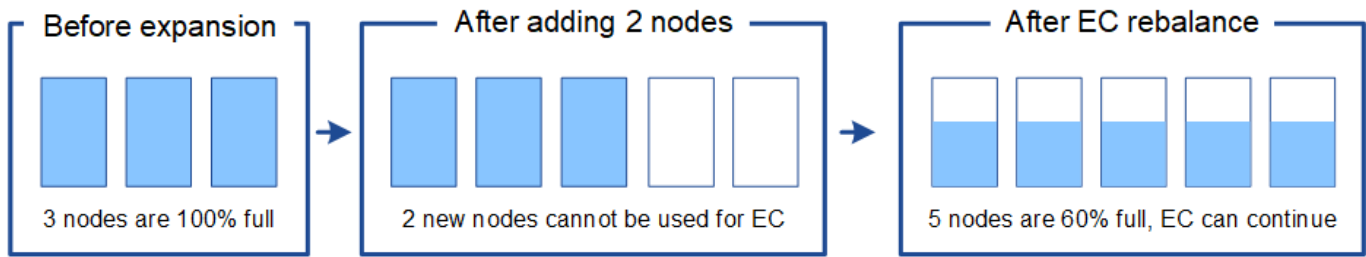 Before expansion
3 nodes are 100% full
After adding 2 nodes
2 new nodes cannot be used for EC
After EC rebalance
5 nodes are 60% full, EC can continue